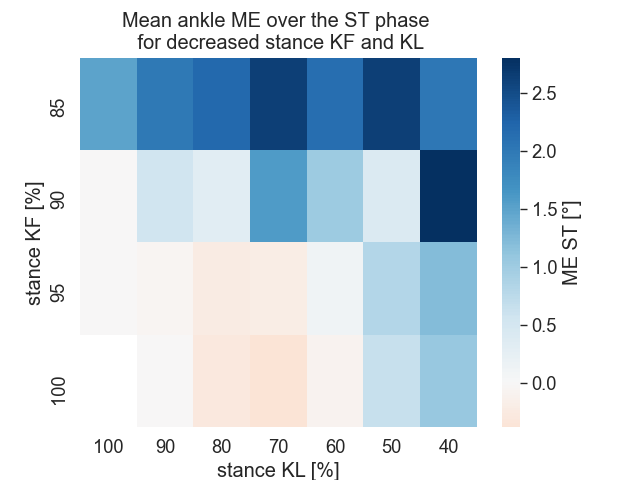 Mean ankle ME over the ST phase
for decreased stance KF and KL
85
90
95
100
stance KF [%]
100 90 80 70 60 50 40
stance KL [%]
2.5
2.0
1.5
1.0
0.5
0.0
ME ST [°]